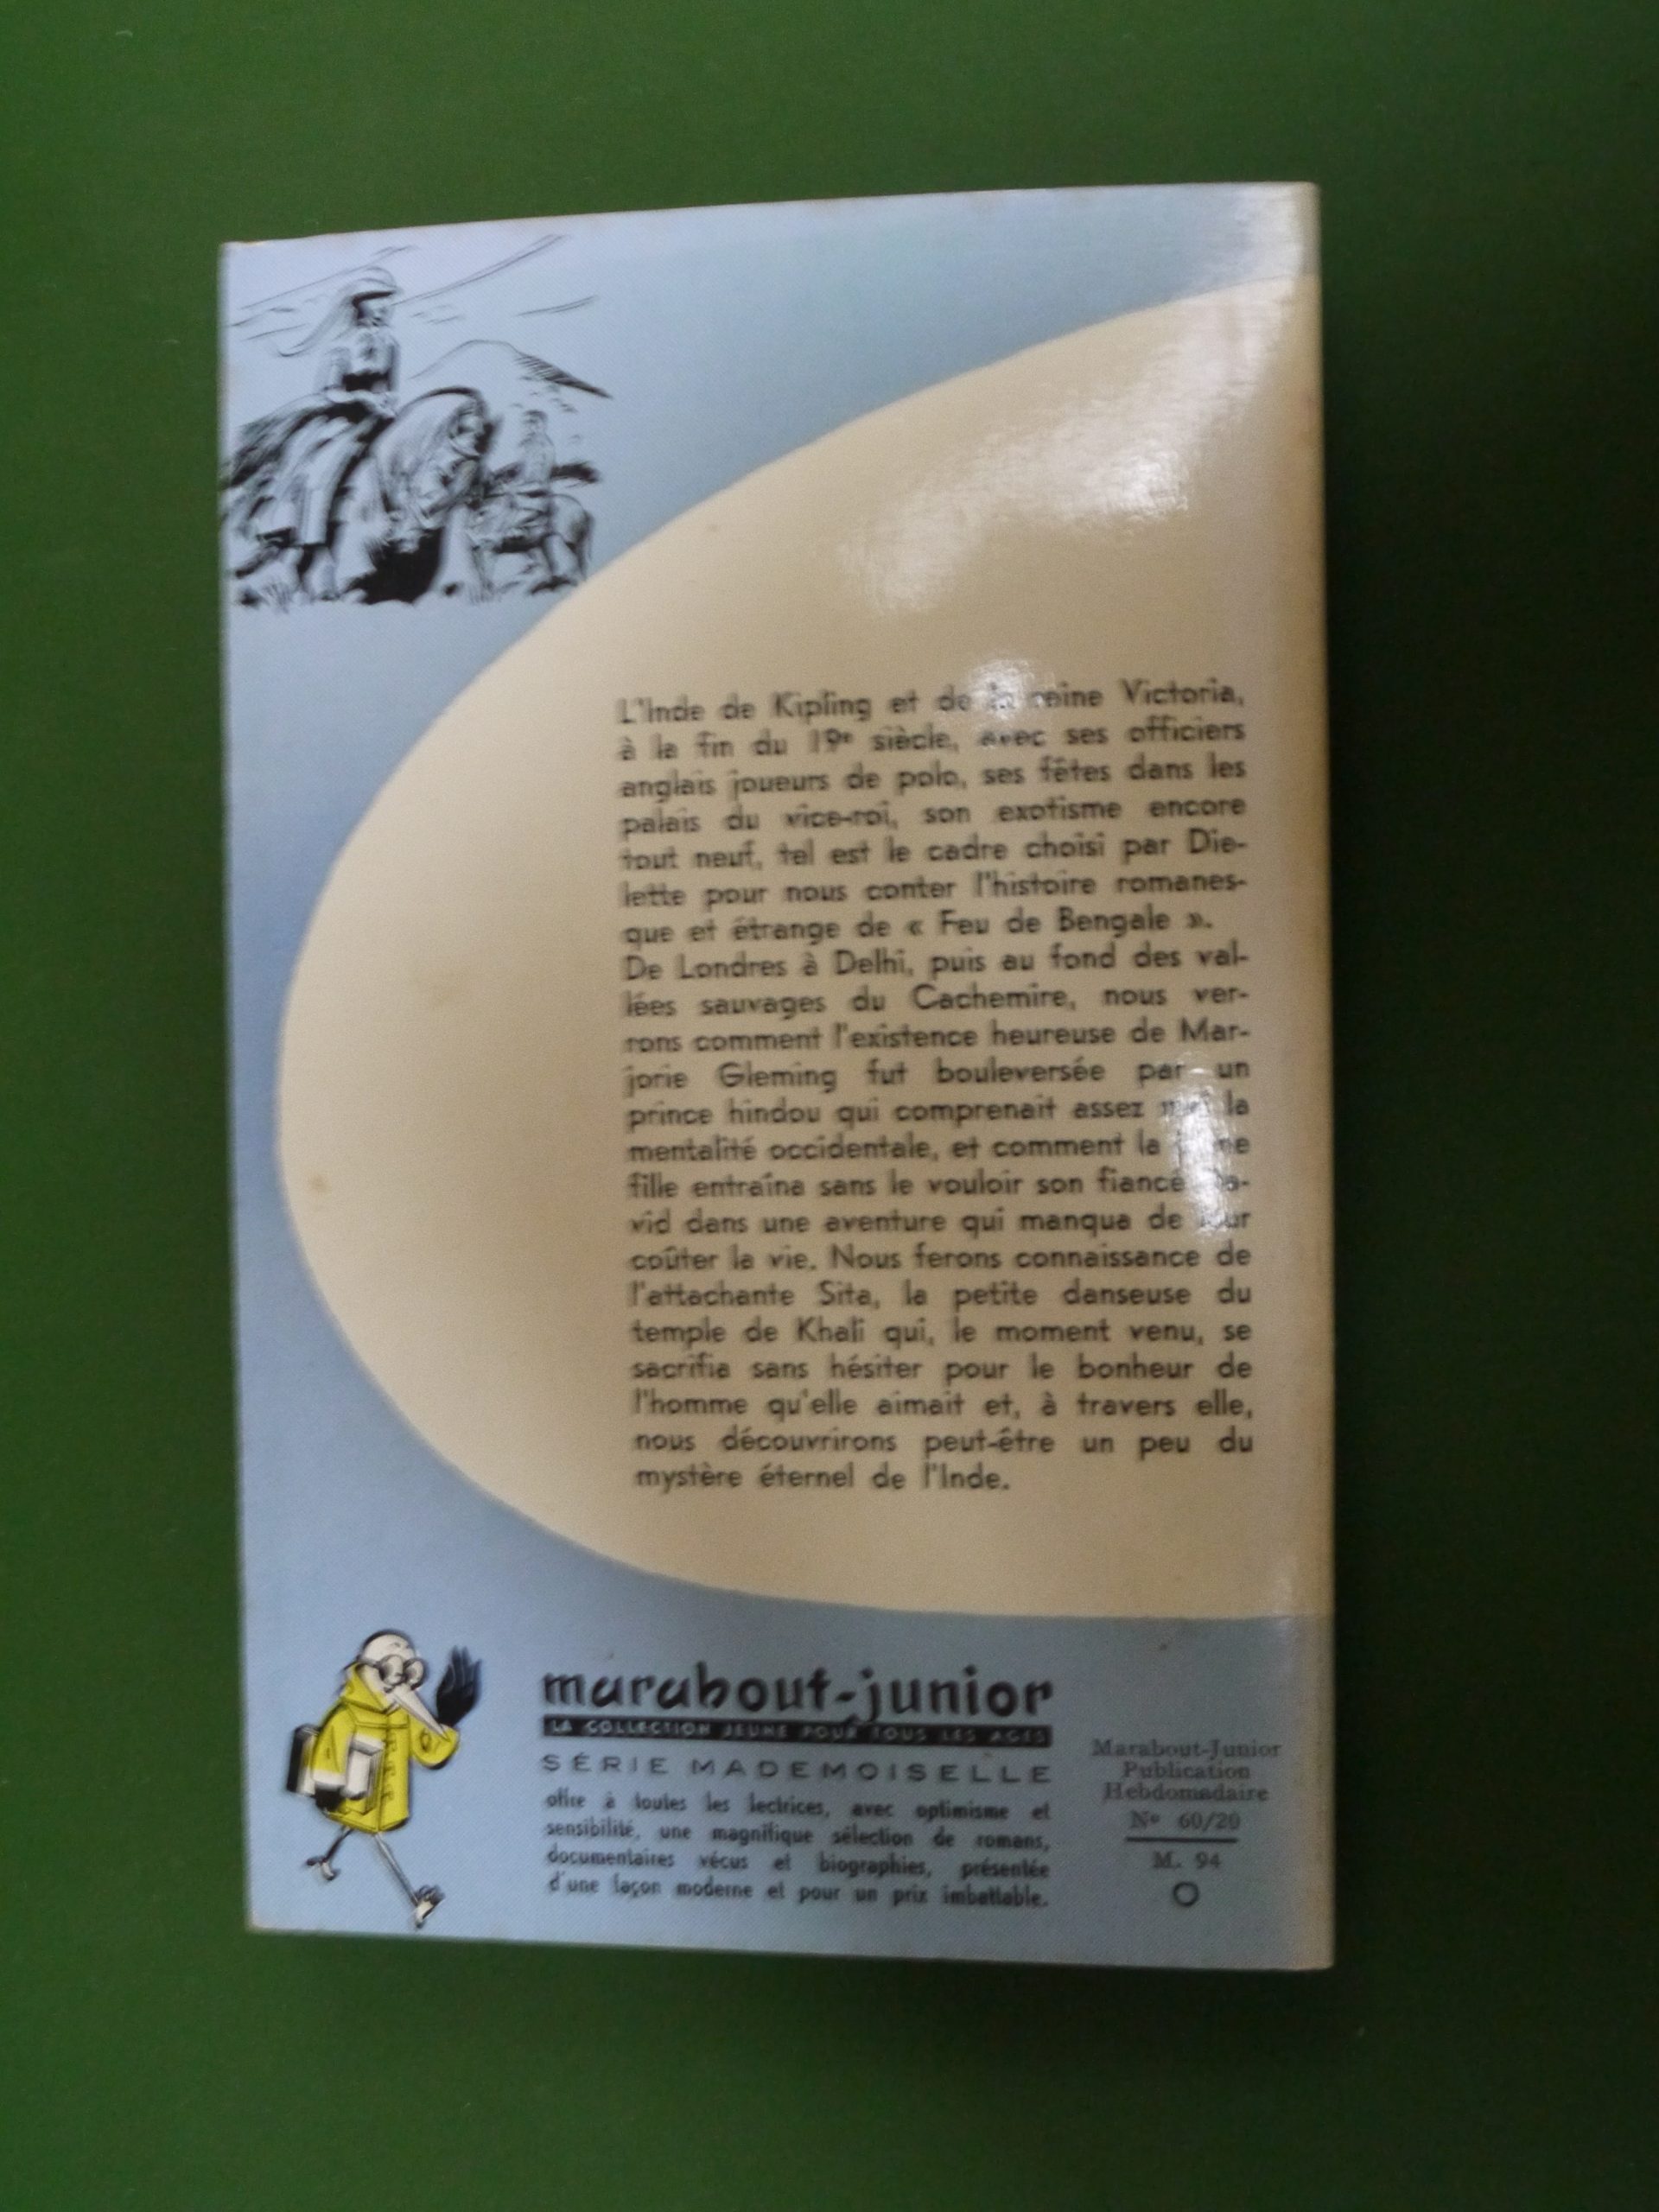 L'Inde de Kipling et de la reine Victoria,
à la fin du 19e siècle, avec ses officiers
anglais joueurs de polo, ses fêtes dans les
palais du vice-roi, son exotisme encore
tout neuf, tel est le cadre choisi par Die-
lette pour nous conter l'histoire romanes-
que et étrange de « Feu de Bengale ».
De Londres à Delhi, puis au fond des val-
lées sauvages du Cachemire, nous ver-
rons comment l'existence heureuse de Mar-
jorie Gleming fut bouleversée par un
prince hindou qui comprenait assez mal la
mentalité occidentale, et comment la jeune
fille entraîna sans le vouloir son fiancé Da-
vid dans une aventure qui manqua de leur
coûter la vie. Nous ferons connaissance de
l'attachante Sita, la petite danseuse du
temple de Khali qui, le moment venu, se
sacrifia sans hésiter pour le bonheur de
l'homme qu'elle aimait et, à travers elle,
nous découvrirons peut-être un peu du
mystère éternel de l'Inde.
marabout-junior
LA COLLECTION JEUNE POUR TOUS LES AGES
SÉRIE MADEMOISELLE
offre à toutes les lectrices, avec optimisme et
sensibilité, une magnifique sélection de romans,
documentaires vécus et biographies, présentée
d'une façon moderne et pour un prix imbattable.
Marabout-Junior
Publication
Hebdomadaire
No 60/20
M. 94
O